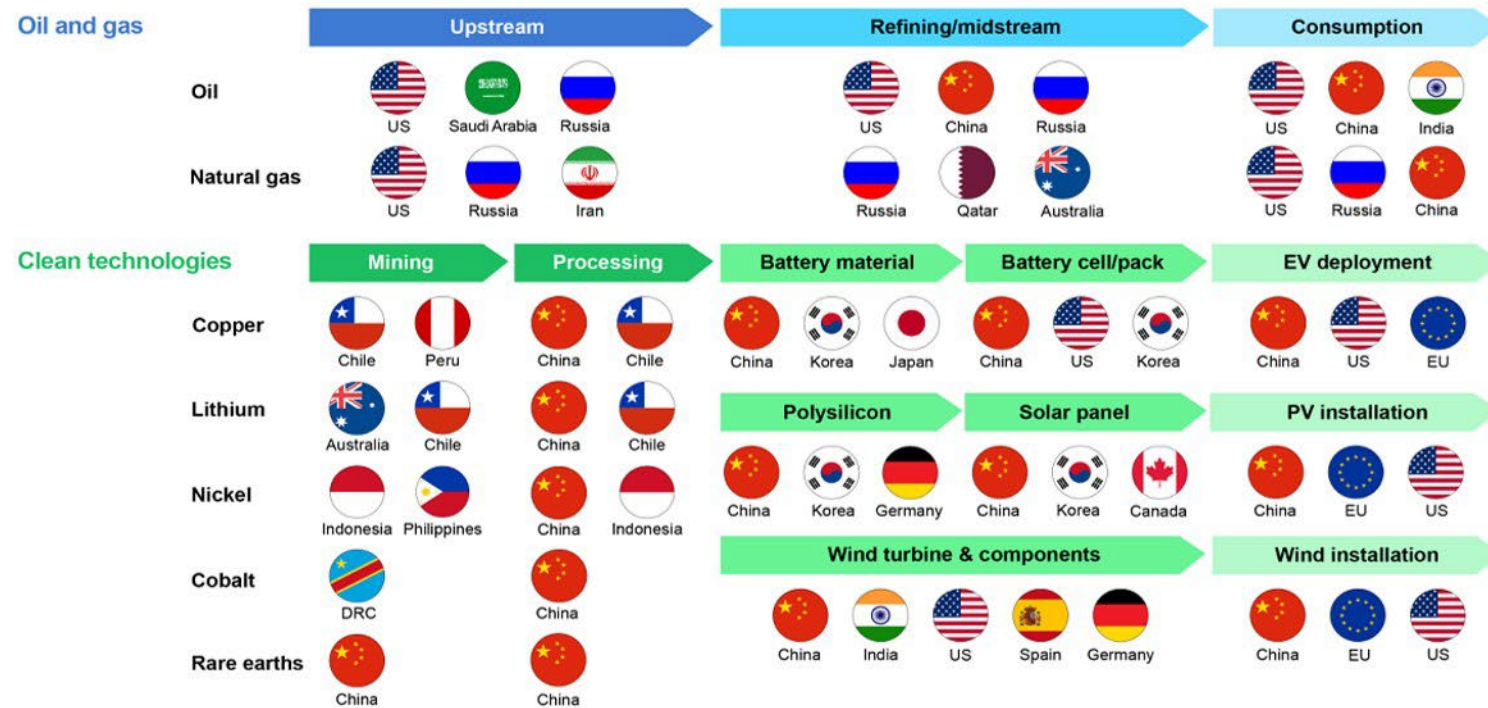 Oil and gas Upstream Refining/midstream Consumption
Oil
US Saudi Arabia Russia US China Russia US China India
Natural gas
US Russia Iran Russia Qatar Australia US Russia China
Clean technologies Mining Processing Battery material Battery cell/pack EV deployment
Copper
Chile Peru China Chile China Korea Japan China US Korea China US EU
Lithium Polysilicon Solar panel PV installation
Australia Chile China Chile
Nickel
Indonesia Philippines China Indonesia China Korea Germany China Korea Canada China EU US
Wind turbine & components Wind installation
Cobalt
DRC China
China India US Spain Germany China EU US
Rare earths
China China